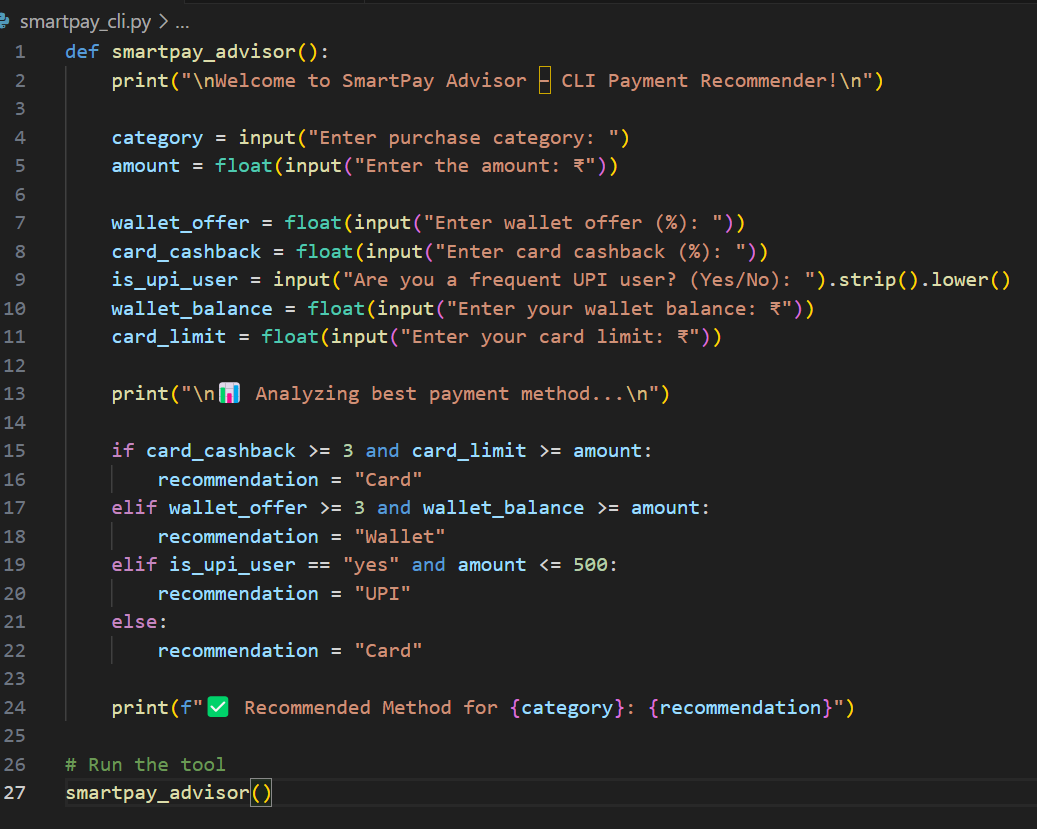 smartpay_cli.py > ...
1 def smartpay_advisor():
2     print("\nWelcome to SmartPay Advisor – CLI Payment Recommender!\n")
3
4     category = input("Enter purchase category: ")
5     amount = float(input("Enter the amount: ₹"))
6
7     wallet_offer = float(input("Enter wallet offer (%): "))
8     card_cashback = float(input("Enter card cashback (%): "))
9     is_upi_user = input("Are you a frequent UPI user? (Yes/No): ").strip().lower()
10     wallet_balance = float(input("Enter your wallet balance: ₹"))
11     card_limit = float(input("Enter your card limit: ₹"))
12
13     print("\n📊 Analyzing best payment method...\n")
14
15     if card_cashback >= 3 and card_limit >= amount:
16         recommendation = "Card"
17     elif wallet_offer >= 3 and wallet_balance >= amount:
18         recommendation = "Wallet"
19     elif is_upi_user == "yes" and amount <= 500:
20         recommendation = "UPI"
21     else:
22         recommendation = "Card"
23
24     print(f"✅ Recommended Method for {category}: {recommendation}")
25
26 # Run the tool
27 smartpay_advisor()